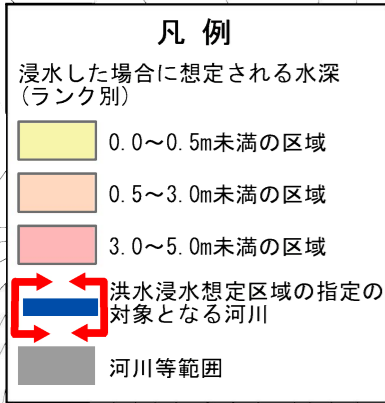 凡 例
浸水した場合に想定される水深
(ランク別)
0.0～0.5m未満の区域
0.5～3.0m未満の区域
3.0～5.0m未満の区域
洪水浸水想定区域の指定の
対象となる河川
河川等範囲